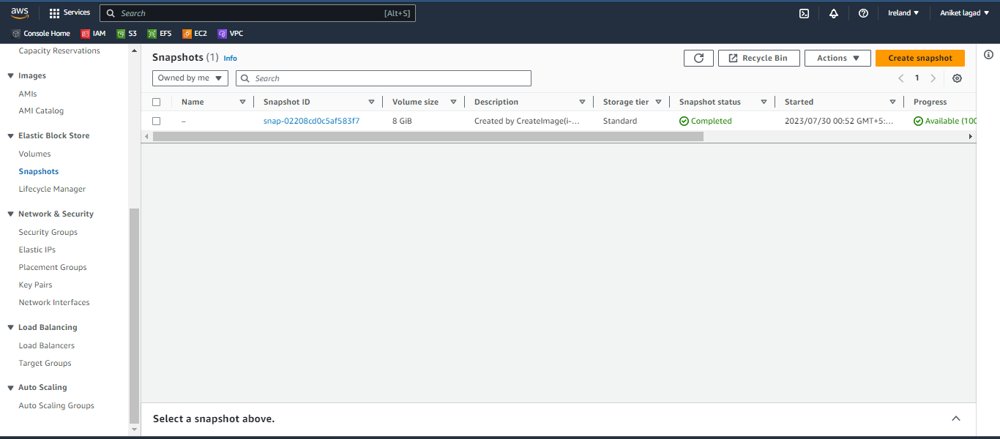 aws Services Search [Alt+S] Ireland ▼ Aniket lagad ▼
Console Home IAM S3 EFS EC2 VPC
Capacity Reservations
Images
AMIs
AMI Catalog
Elastic Block Store
Volumes
Snapshots
Lifecycle Manager
Network & Security
Security Groups
Elastic IPs
Placement Groups
Key Pairs
Network Interfaces
Load Balancing
Load Balancers
Target Groups
Auto Scaling
Auto Scaling Groups
Snapshots (1) Info Recycle Bin Actions ▼ Create snapshot
Owned by me ▼ Search 1
Name Snapshot ID Volume size Description Storage tier Snapshot status Started Progress
– snap-02208cd0c5af583f7 8 GiB Created by CreateImage(i-... Standard Completed 2023/07/30 00:52 GMT+5:... Available (100
Select a snapshot above.